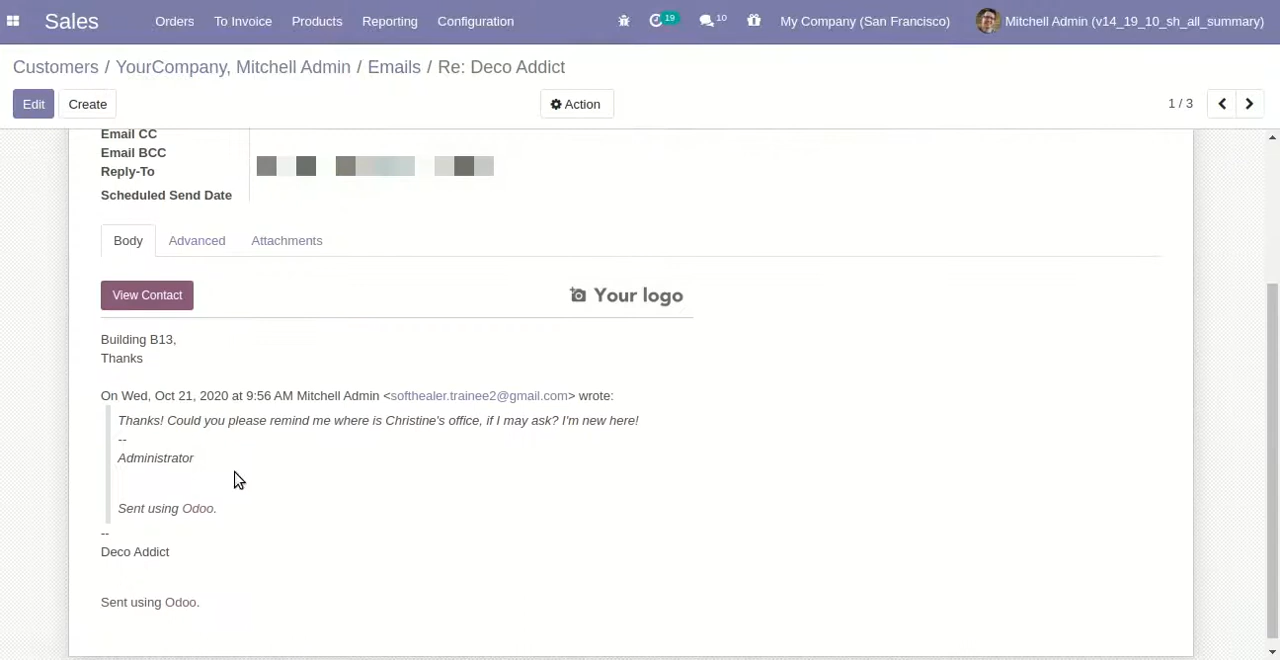 Sales Orders To Invoice Products Reporting Configuration 19 10 My Company (San Francisco) Mitchell Admin (v14_19_10_sh_all_summary)
Customers / YourCompany, Mitchell Admin / Emails / Re: Deco Addict
Edit Create Action 1 / 3
Email CC
Email BCC
Reply-To
Scheduled Send Date
Body Advanced Attachments
View Contact Your logo
Building B13,
Thanks
On Wed, Oct 21, 2020 at 9:56 AM Mitchell Admin <softhealer.trainee2@gmail.com> wrote:
Thanks! Could you please remind me where is Christine's office, if I may ask? I'm new here!
--
Administrator
Sent using Odoo.
--
Deco Addict
Sent using Odoo.